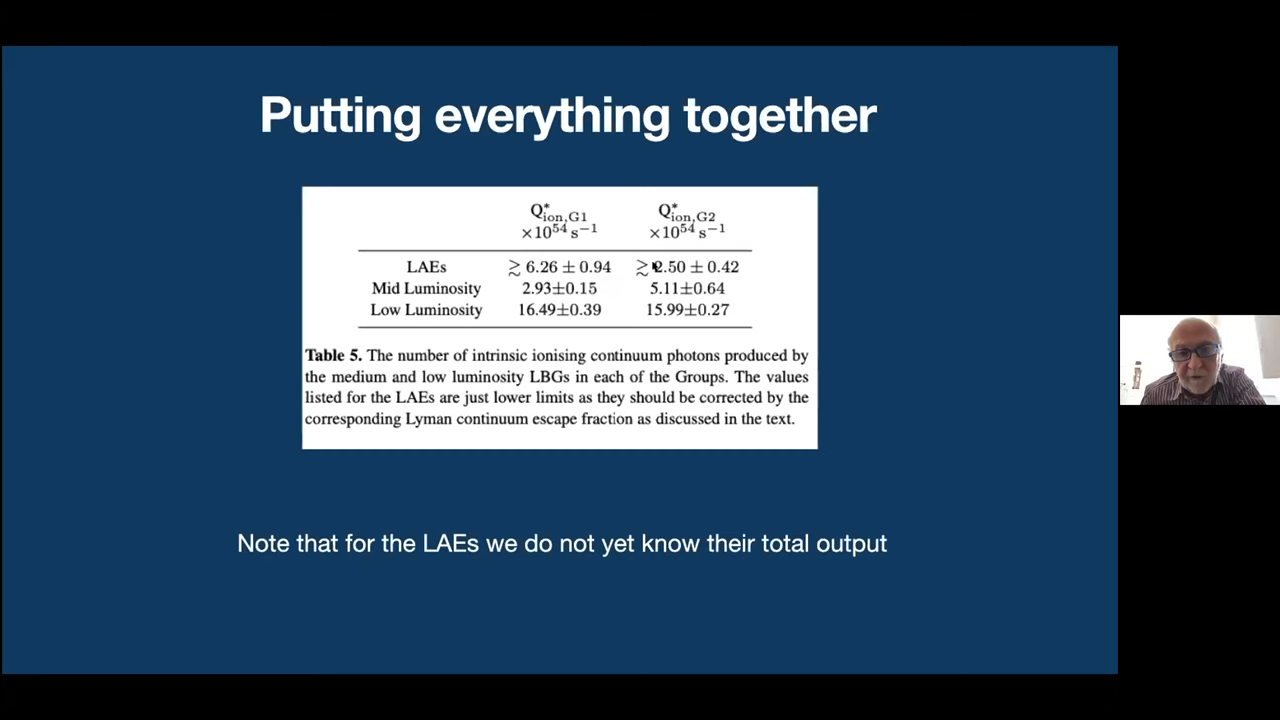 Putting everything together
Q*ion,G1 Q*ion,G2
×10⁵⁴ s⁻¹ ×10⁵⁴ s⁻¹
LAEs ≳ 6.26 ± 0.94 ≳ 2.50 ± 0.42
Mid Luminosity 2.93±0.15 5.11±0.64
Low Luminosity 16.49±0.39 15.99±0.27
Table 5. The number of intrinsic ionising continuum photons produced by
the medium and low luminosity LBGs in each of the Groups. The values
listed for the LAEs are just lower limits as they should be corrected by the
corresponding Lyman continuum escape fraction as discussed in the text.
Note that for the LAEs we do not yet know their total output